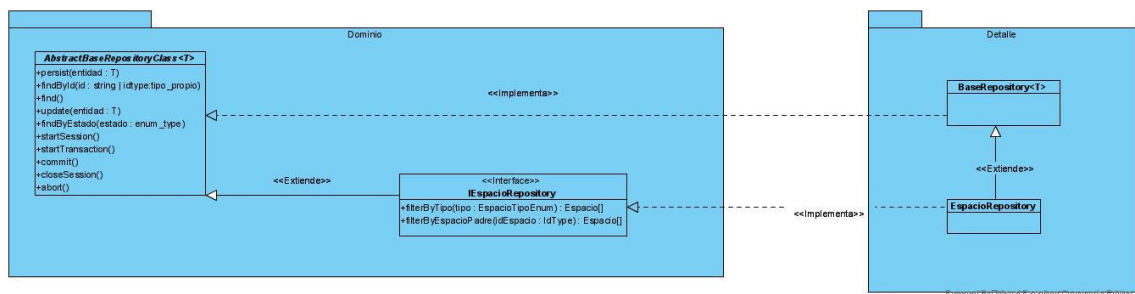 Dominio
AbstractBaseRepositoryClass<T>
+persist(entidad : T)
+findById(id : string | idtype:tipo_propio)
+find()
+update(entidad : T)
+findByEstado(estado : enum_type)
+startSession()
+startTransaction()
+commit()
+closeSession()
+abort()
<<Implementa>>
<<Extiende>>
<<Interface>>
IEspacioRepository
+filterByTipo(tipo : EspacioTipoEnum) : Espacio[]
+filterByEspacioPadre(idEspacio : IdType) : Espacio[]
<<Implementa>>
Detalle
BaseRepository<T>
<<Extiende>>
EspacioRepository